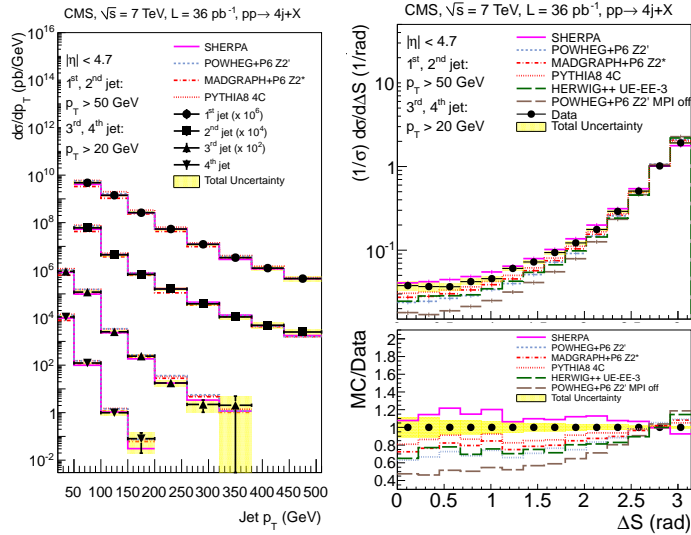 CMS, √s = 7 TeV, L = 36 pb⁻¹, pp→ 4j+X
dσ/dp_T (pb/GeV)
10¹⁶
10¹⁴
10¹²
10¹⁰
10⁸
10⁶
10⁴
10²
1
10⁻²
|η| < 4.7
1ˢᵗ, 2ⁿᵈ jet:
p_T > 50 GeV
3ʳᵈ, 4ᵗʰ jet:
p_T > 20 GeV
SHERPA
POWHEG+P6 Z2'
MADGRAPH+P6 Z2*
PYTHIA8 4C
1ˢᵗ jet (x 10⁶)
2ⁿᵈ jet (x 10⁴)
3ʳᵈ jet (x 10²)
4ᵗʰ jet
Total Uncertainty
50 100 150 200 250 300 350 400 450 500
Jet p_T (GeV)
CMS, √s = 7 TeV, L = 36 pb⁻¹, pp→ 4j+X
(1/σ) dσ/dΔS (1/rad)
10
1
10⁻¹
|η| < 4.7
1ˢᵗ, 2ⁿᵈ jet:
p_T > 50 GeV
3ʳᵈ, 4ᵗʰ jet:
p_T > 20 GeV
SHERPA
POWHEG+P6 Z2'
MADGRAPH+P6 Z2*
PYTHIA8 4C
HERWIG++ UE-EE-3
POWHEG+P6 Z2' MPI off
Data
Total Uncertainty
MC/Data
2
1.8
1.6
1.4
1.2
1.0
0.8
0.6
0.4
SHERPA
POWHEG+P6 Z2'
MADGRAPH+P6 Z2*
PYTHIA8 4C
HERWIG++ UE-EE-3
POWHEG+P6 Z2' MPI off
Total Uncertainty
0 0.5 1 1.5 2 2.5 3
ΔS (rad)